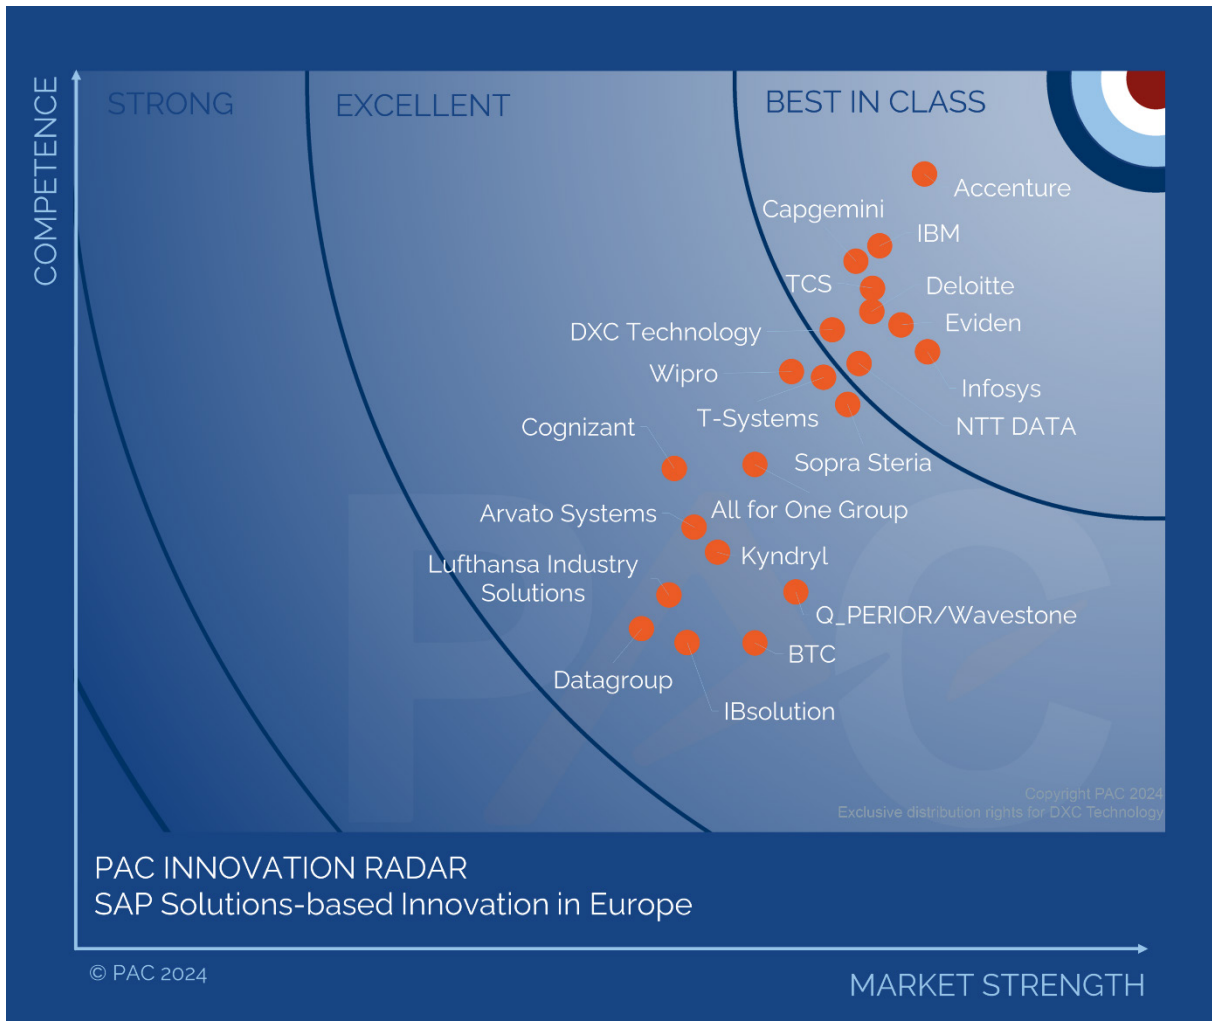 COMPETENCE
STRONG
EXCELLENT
BEST IN CLASS
Accenture
Capgemini
IBM
TCS
Deloitte
Eviden
DXC Technology
Wipro
Infosys
T-Systems
NTT DATA
Cognizant
Sopra Steria
Arvato Systems
All for One Group
Kyndryl
Lufthansa Industry
Solutions
Q_PERIOR/Wavestone
BTC
Datagroup
IBsolution
PAC
Copyright PAC 2024
Exclusive distribution rights for DXC Technology
PAC INNOVATION RADAR
SAP Solutions-based Innovation in Europe
© PAC 2024
MARKET STRENGTH